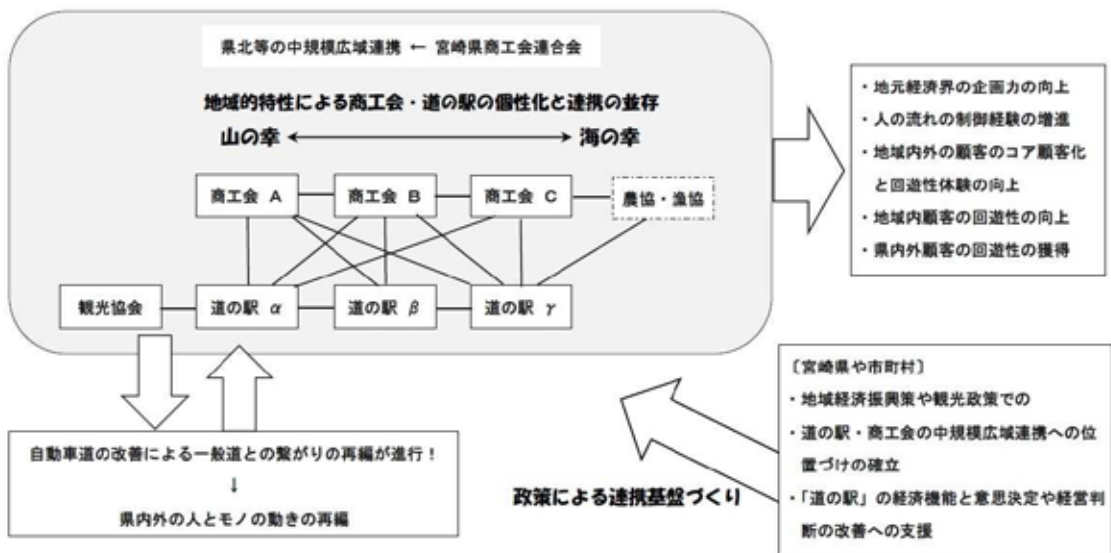 県北等の中規模広域連携 ← 宮崎県商工会連合会
地域的特性による商工会・道の駅の個性化と連携の並存
山の幸 海の幸
商工会 A 商工会 B 商工会 C 農協・漁協
観光協会 道の駅 α 道の駅 β 道の駅 γ
・地元経済界の企画力の向上
・人の流れの制御経験の増進
・地域内外の顧客のコア顧客化
と回遊性体験の向上
・地域内顧客の回遊性の向上
・県内外顧客の回遊性の獲得
自動車道の改善による一般道との繋がりの再編が進行！
↓
県内外の人とモノの動きの再編
政策による連携基盤づくり
〔宮崎県や市町村〕
・地域経済振興策や観光政策での
・道の駅・商工会の中規模広域連携への位
置づけの確立
・「道の駅」の経済機能と意思決定や経営判
断の改善への支援